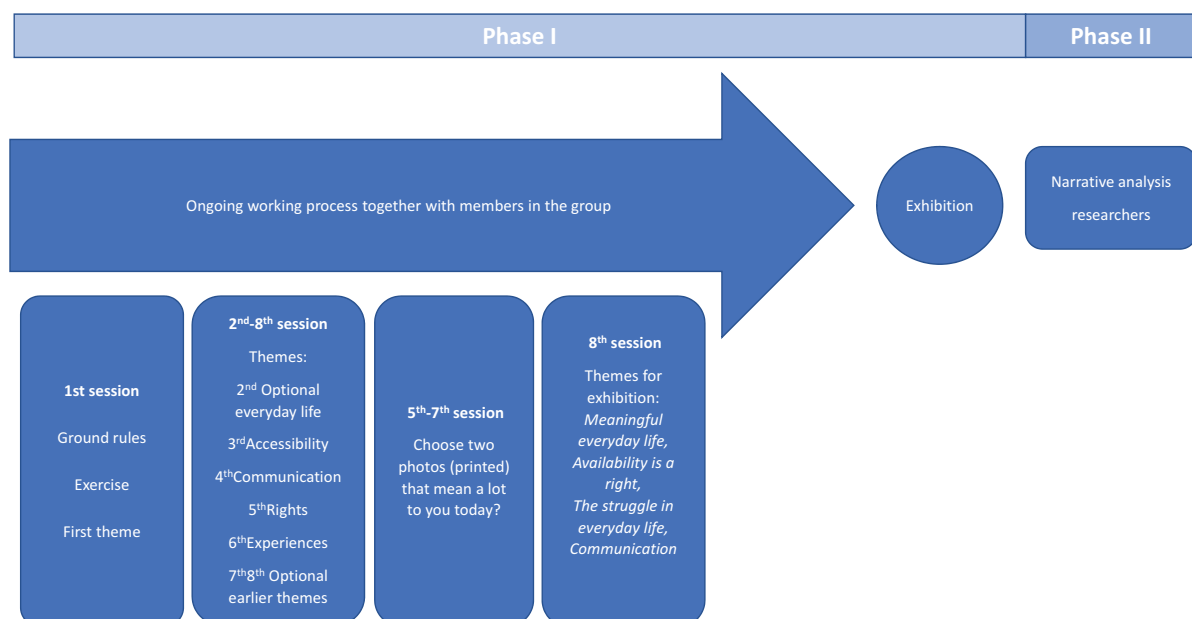 Phase I
Phase II
Ongoing working process together with members in the group
Exhibition
Narrative analysis
researchers
1st session
Ground rules
Exercise
First theme
2nd-8th session
Themes:
2nd Optional
everyday life
3rdAccessibility
4thCommunication
5thRights
6thExperiences
7th8th Optional
earlier themes
5th-7th session
Choose two
photos (printed)
that mean a lot
to you today?
8th session
Themes for
exhibition:
Meaningful
everyday life,
Availability is a
right,
The struggle in
everyday life,
Communication